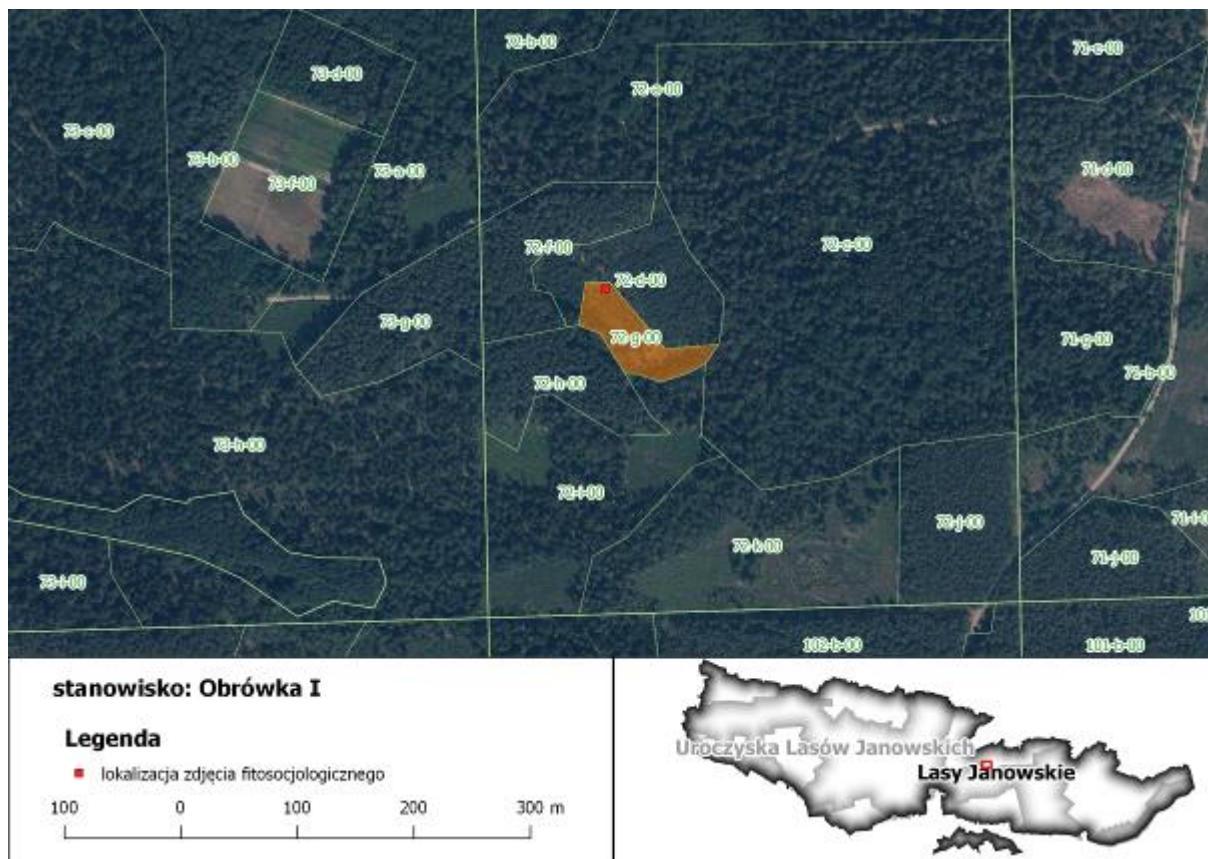 72-b-00
71-c-00
73-d-00
72-a-00
73-c-00
73-b-00
73-a-00
73-f-00
71-d-00
72-f-00
72-c-00
72-d-00
73-g-00
72-g-00
71-g-00
72-h-00
71-b-00
73-h-00
72-i-00
72-j-00
72-k-00
71-j-00
73-i-00
102-b-00
101-b-00
stanowisko: Obrówka I
Legenda
lokalizacja zdjęcia fitosocjologicznego
100 0 100 200 300 m
Uroczyska Lasów Janowskich
Lasy Janowskie